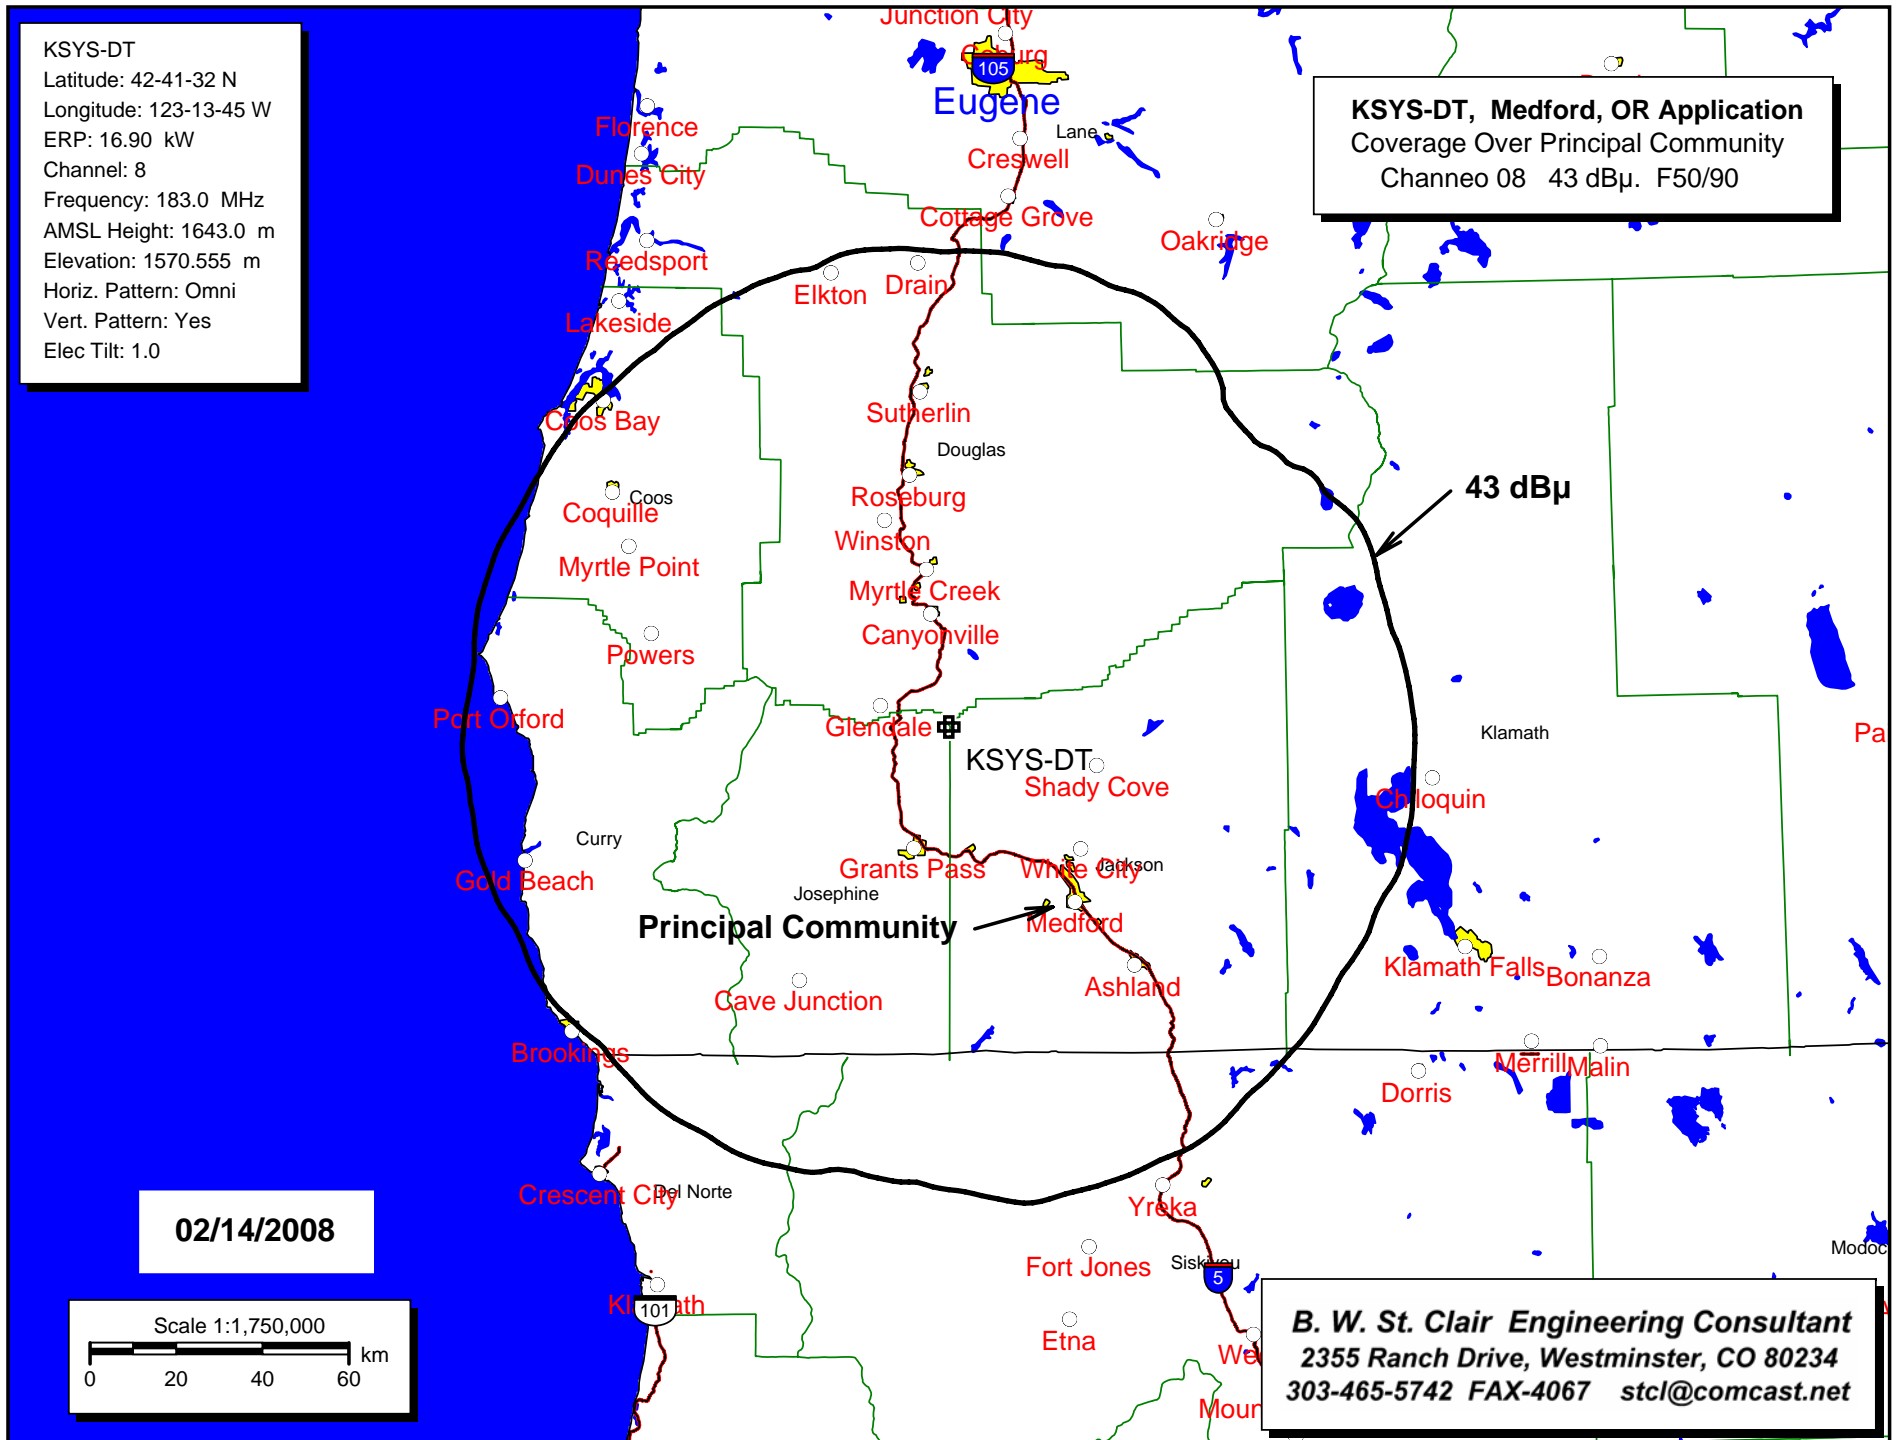 KSYS-DT
Latitude: 42-41-32 N
Longitude: 123-13-45 W
ERP: 16.90 kW
Channel: 8
Frequency: 183.0 MHz
AMSL Height: 1643.0 m
Elevation: 1570.555 m
Horiz. Pattern: Omni
Vert. Pattern: Yes
Elec Tilt: 1.0
KSYS-DT, Medford, OR Application
Coverage Over Principal Community
Channeo 08 43 dBµ. F50/90
Junction City
Coburg
105
Eugene
Florence
Lane
Dunes City
Creswell
Cottage Grove
Oakridge
Reedsport
Elkton
Drain
Lakeside
Sutherlin
Coos Bay
Douglas
43 dBµ
Roseburg
Coos
Coquille
Winston
Myrtle Point
Myrtle Creek
Canyonville
Powers
Port Orford
Glendale
Klamath
Pa
KSYS-DT
Shady Cove
Chiloquin
Curry
Grants Pass
White City
Jackson
Gold Beach
Josephine
Principal Community
Medford
Klamath Falls
Bonanza
Ashland
Cave Junction
Brookings
Merrill
Malin
Dorris
Crescent City
Del Norte
Yreka
02/14/2008
Modoc
Fort Jones
Siskiyou
5
Klamath
101
Scale 1:1,750,000
km
0 20 40 60
Etna
We
Moun
B. W. St. Clair Engineering Consultant
2355 Ranch Drive, Westminster, CO 80234
303-465-5742 FAX-4067 stcl@comcast.net